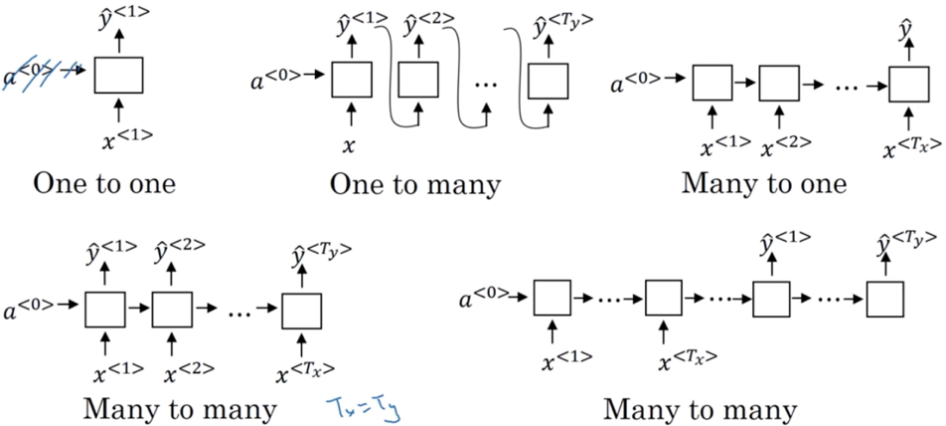 ŷ<1>
a<0>
x<1>
One to one
ŷ<1> ŷ<2> ŷ<Ty>
a<0> ...
x
One to many
ŷ
a<0> ...
x<1> x<2> x<Tx>
Many to one
ŷ<1> ŷ<2> ŷ<Ty>
a<0> ...
x<1> x<2> x<Tx>
Many to many Tx=Ty
ŷ<1> ŷ<Ty>
a<0> ... ... ...
x<1> x<Tx>
Many to many